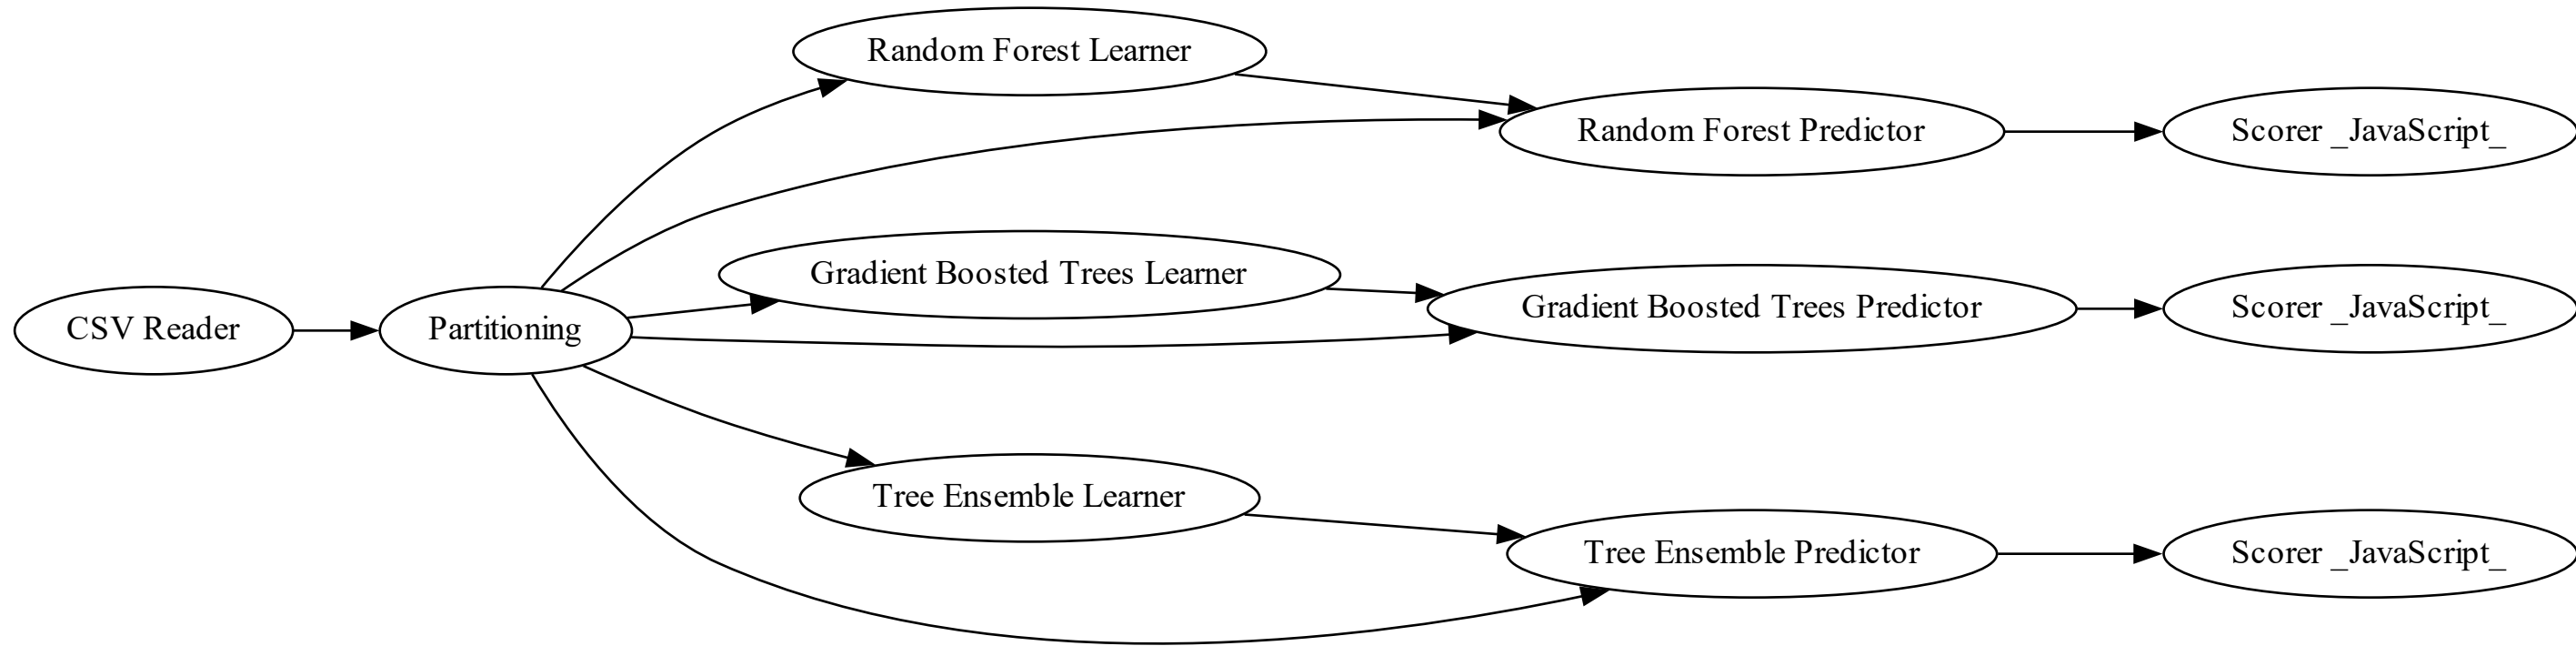 Random Forest Learner
Random Forest Predictor
Scorer _JavaScript_
Gradient Boosted Trees Learner
Gradient Boosted Trees Predictor
Scorer _JavaScript_
CSV Reader
Partitioning
Tree Ensemble Learner
Tree Ensemble Predictor
Scorer _JavaScript_